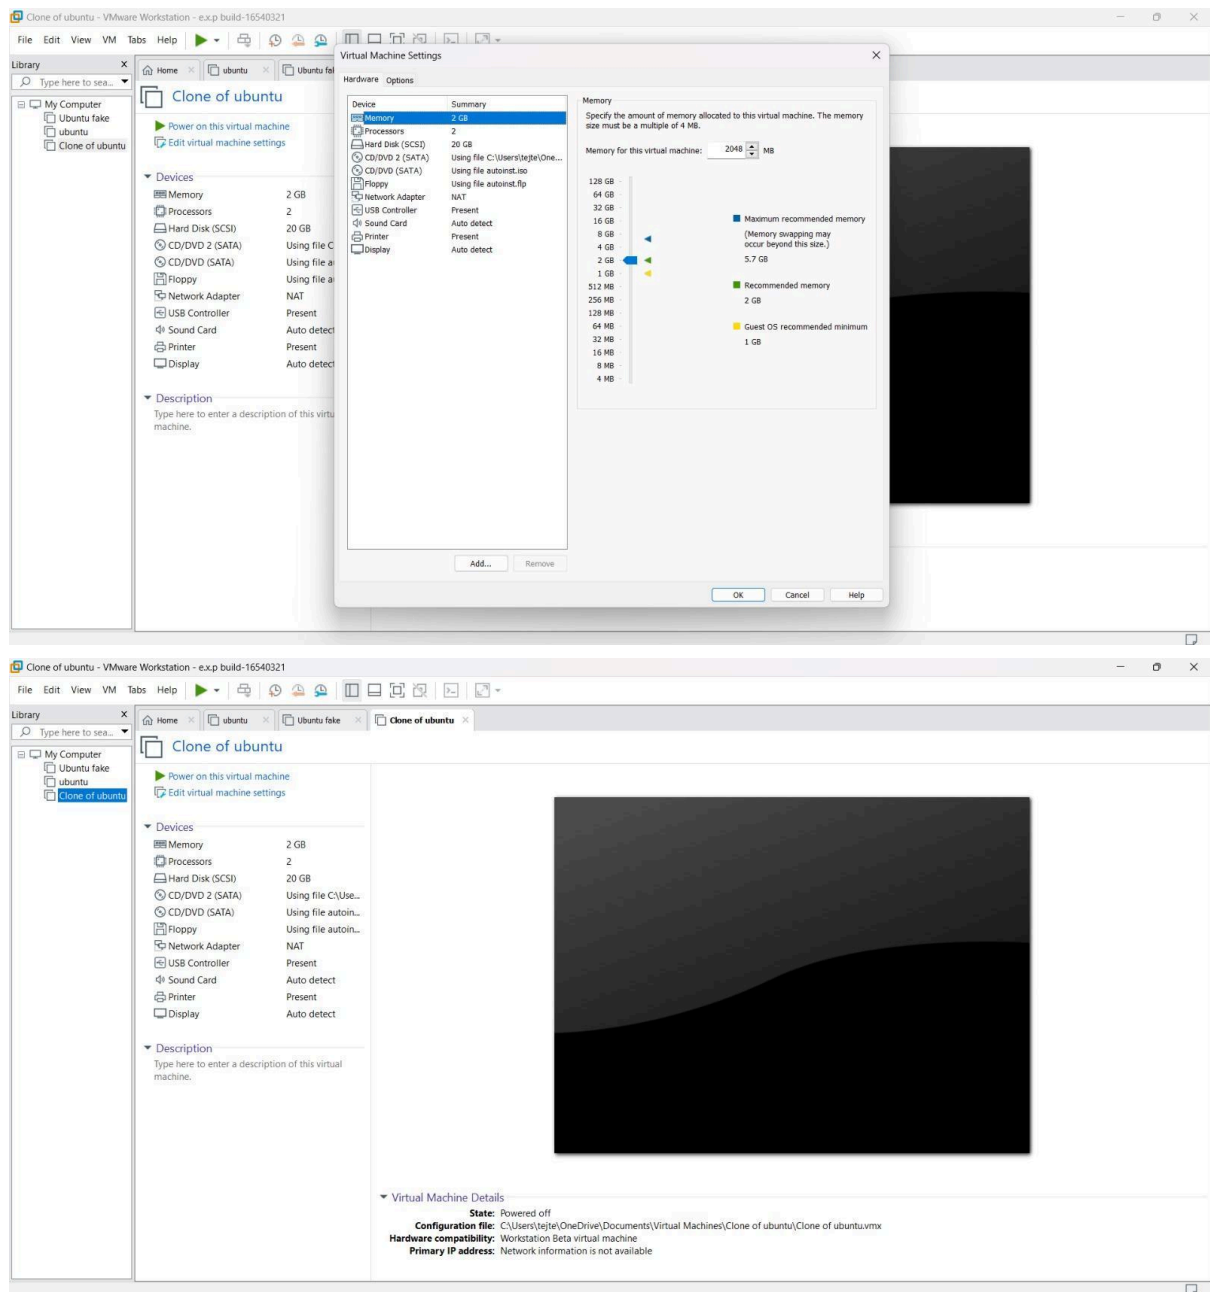 Clone of ubuntu - VMware Workstation - e.x.p build-16540321
File Edit View VM Tabs Help
Library X
Type here to sea...
My Computer
Ubuntu fake
ubuntu
Clone of ubuntu
Home
ubuntu
Ubuntu fak
Clone of ubuntu
Power on this virtual machine
Edit virtual machine settings
Devices
Memory 2 GB
Processors 2
Hard Disk (SCSI) 20 GB
CD/DVD 2 (SATA) Using file C
CD/DVD (SATA) Using file a
Floppy Using file a
Network Adapter NAT
USB Controller Present
Sound Card Auto detect
Printer Present
Display Auto detect
Description
Type here to enter a description of this virtu
machine.
Virtual Machine Settings
Hardware Options
Device Summary
Memory 2 GB
Processors 2
Hard Disk (SCSI) 20 GB
CD/DVD 2 (SATA) Using file C:\Users\tejte\One...
CD/DVD (SATA) Using file autoinst.iso
Floppy Using file autoinst.flp
Network Adapter NAT
USB Controller Present
Sound Card Auto detect
Printer Present
Display Auto detect
Add... Remove
Memory
Specify the amount of memory allocated to this virtual machine. The memory
size must be a multiple of 4 MB.
Memory for this virtual machine: 2048 MB
128 GB
64 GB
32 GB
16 GB
8 GB
4 GB
2 GB
1 GB
512 MB
256 MB
128 MB
64 MB
32 MB
16 MB
8 MB
4 MB
Maximum recommended memory
(Memory swapping may
occur beyond this size.)
5.7 GB
Recommended memory
2 GB
Guest OS recommended minimum
1 GB
OK Cancel Help
Clone of ubuntu - VMware Workstation - e.x.p build-16540321
File Edit View VM Tabs Help
Library X
Type here to sea...
My Computer
Ubuntu fake
ubuntu
Clone of ubuntu
Home
ubuntu
Ubuntu fake
Clone of ubuntu
Clone of ubuntu
Power on this virtual machine
Edit virtual machine settings
Devices
Memory 2 GB
Processors 2
Hard Disk (SCSI) 20 GB
CD/DVD 2 (SATA) Using file C:\Use...
CD/DVD (SATA) Using file autoin...
Floppy Using file autoin...
Network Adapter NAT
USB Controller Present
Sound Card Auto detect
Printer Present
Display Auto detect
Description
Type here to enter a description of this virtual
machine.
Virtual Machine Details
State: Powered off
Configuration file: C:\Users\tejte\OneDrive\Documents\Virtual Machines\Clone of ubuntu\Clone of ubuntu.vmx
Hardware compatibility: Workstation Beta virtual machine
Primary IP address: Network information is not available